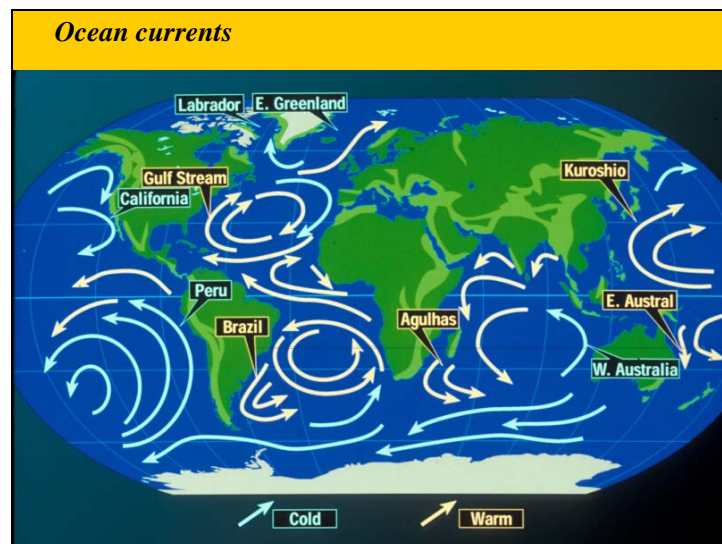 Ocean currents
Labrador
E. Greenland
Gulf Stream
California
Kuroshio
Peru
Brazil
Agulhas
E. Austral
W. Australia
Cold
Warm